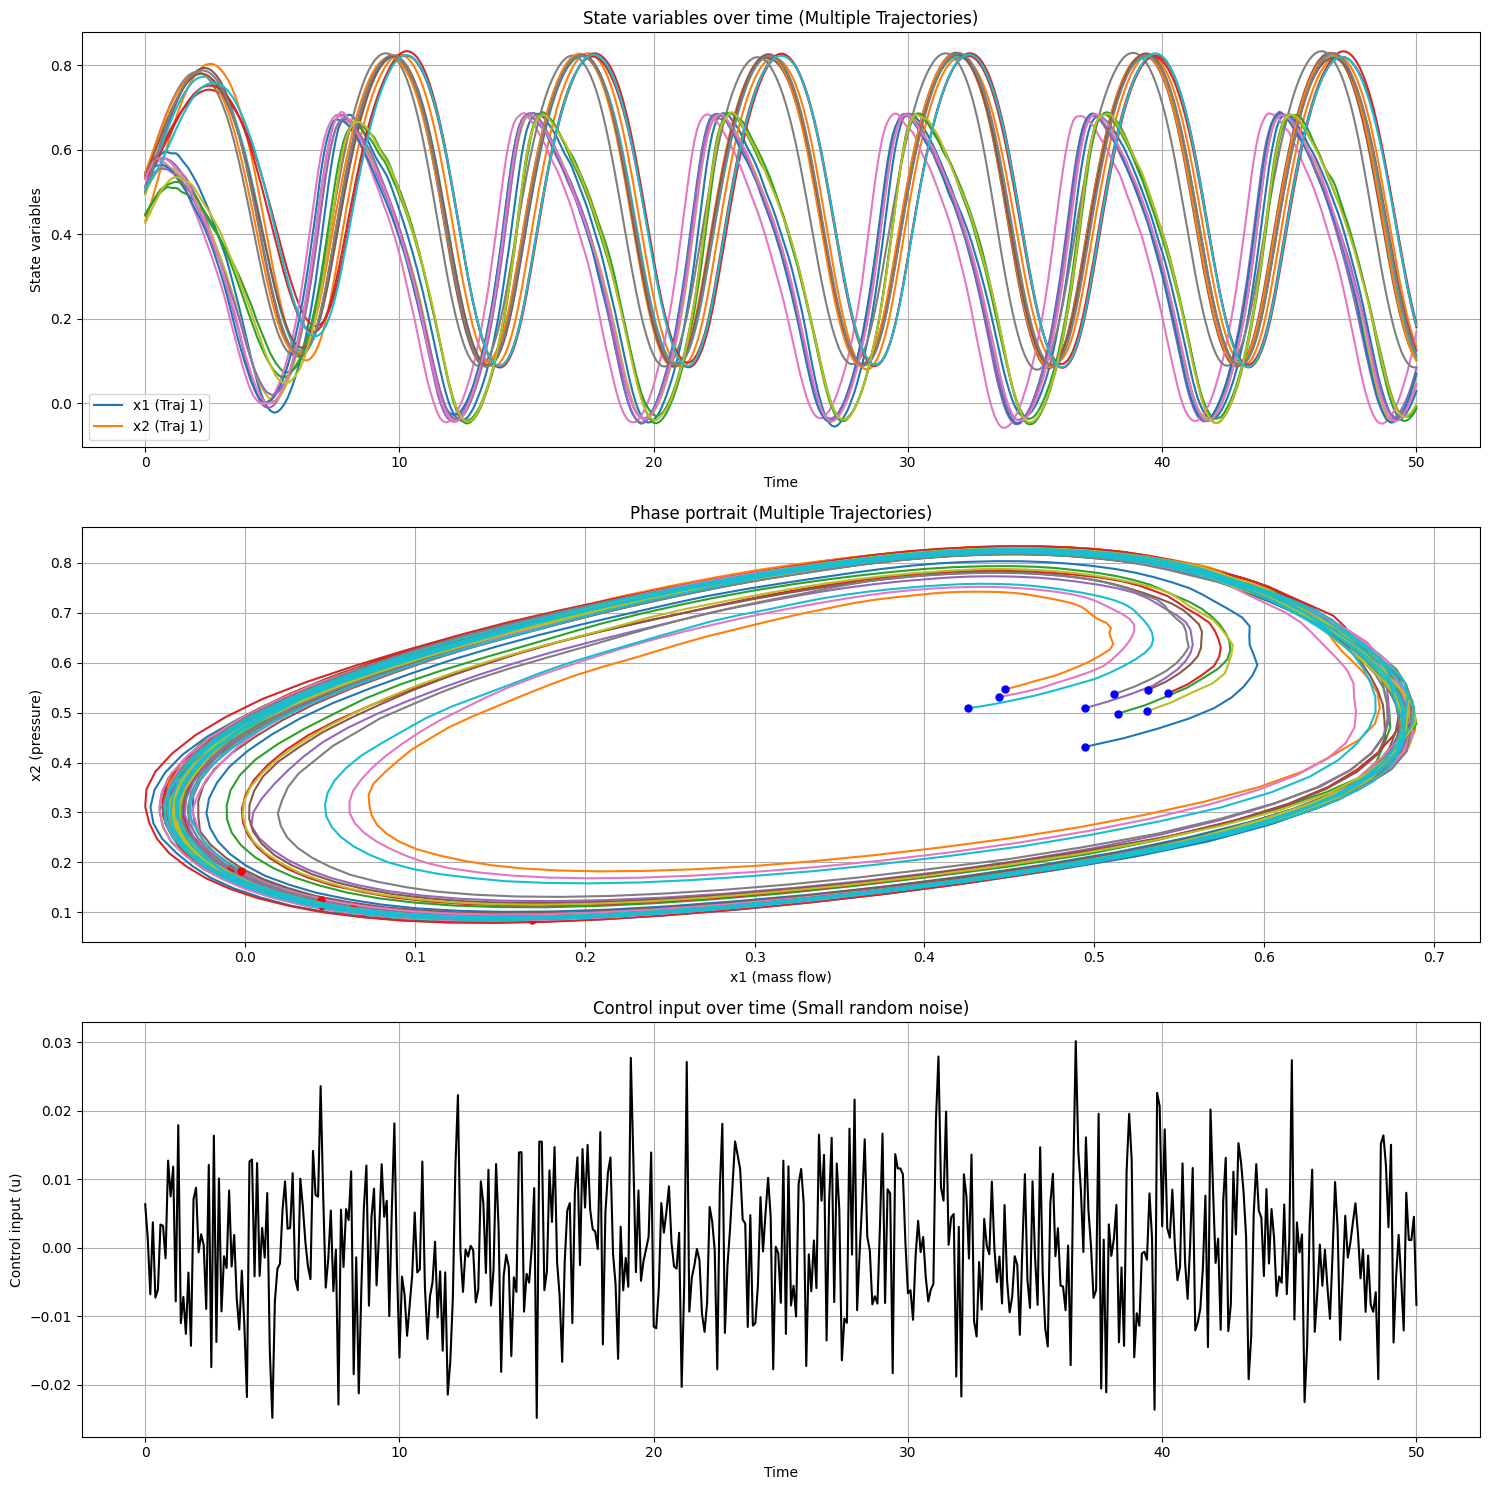 State variables over time (Multiple Trajectories)
State variables
0.8
0.6
0.4
0.2
0.0
x1 (Traj 1)
x2 (Traj 1)
0 10 20 30 40 50
Time
Phase portrait (Multiple Trajectories)
x2 (pressure)
0.8
0.7
0.6
0.5
0.4
0.3
0.2
0.1
0.0 0.1 0.2 0.3 0.4 0.5 0.6 0.7
x1 (mass flow)
Control input over time (Small random noise)
Control input (u)
0.03
0.02
0.01
0.00
−0.01
−0.02
0 10 20 30 40 50
Time